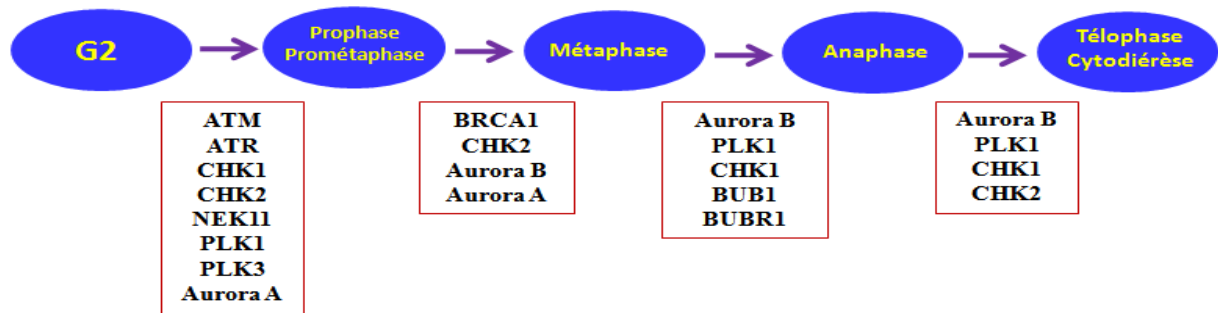 G2
Prophase
Prométaphase
Métaphase
Anaphase
Télophase
Cytodiérèse
ATM
ATR
CHK1
CHK2
NEK11
PLK1
PLK3
Aurora A
BRCA1
CHK2
Aurora B
Aurora A
Aurora B
PLK1
CHK1
BUB1
BUBR1
Aurora B
PLK1
CHK1
CHK2